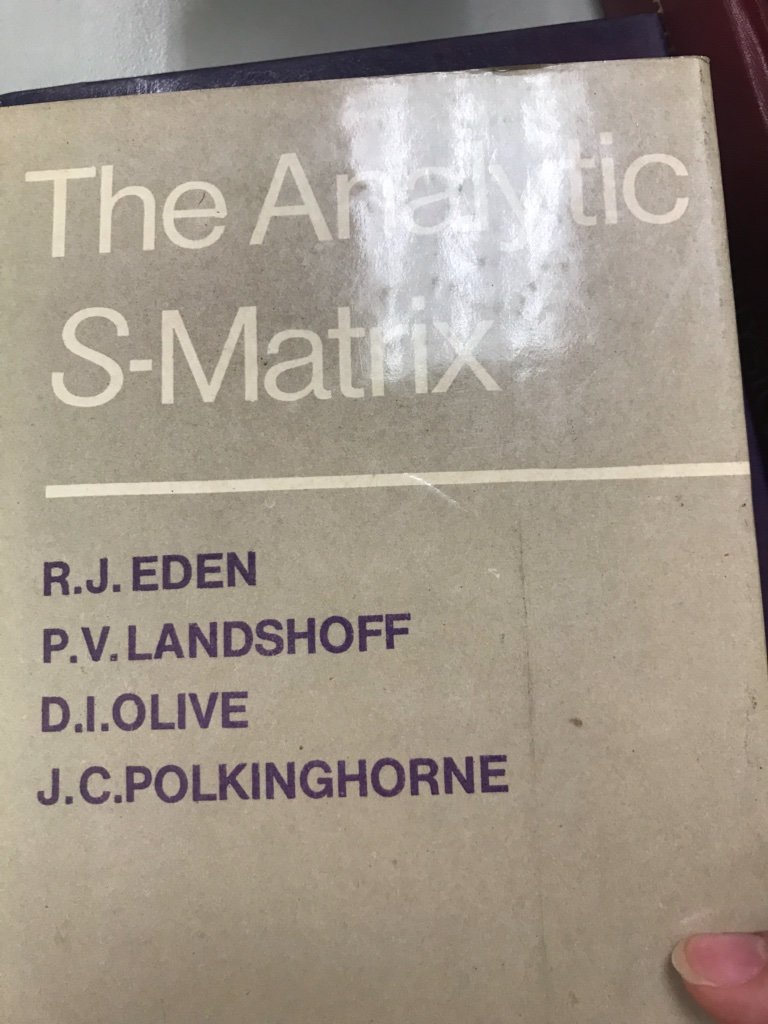 The Analytic
S-Matrix
R.J. EDEN
P.V. LANDSHOFF
D.I. OLIVE
J.C. POLKINGHORNE